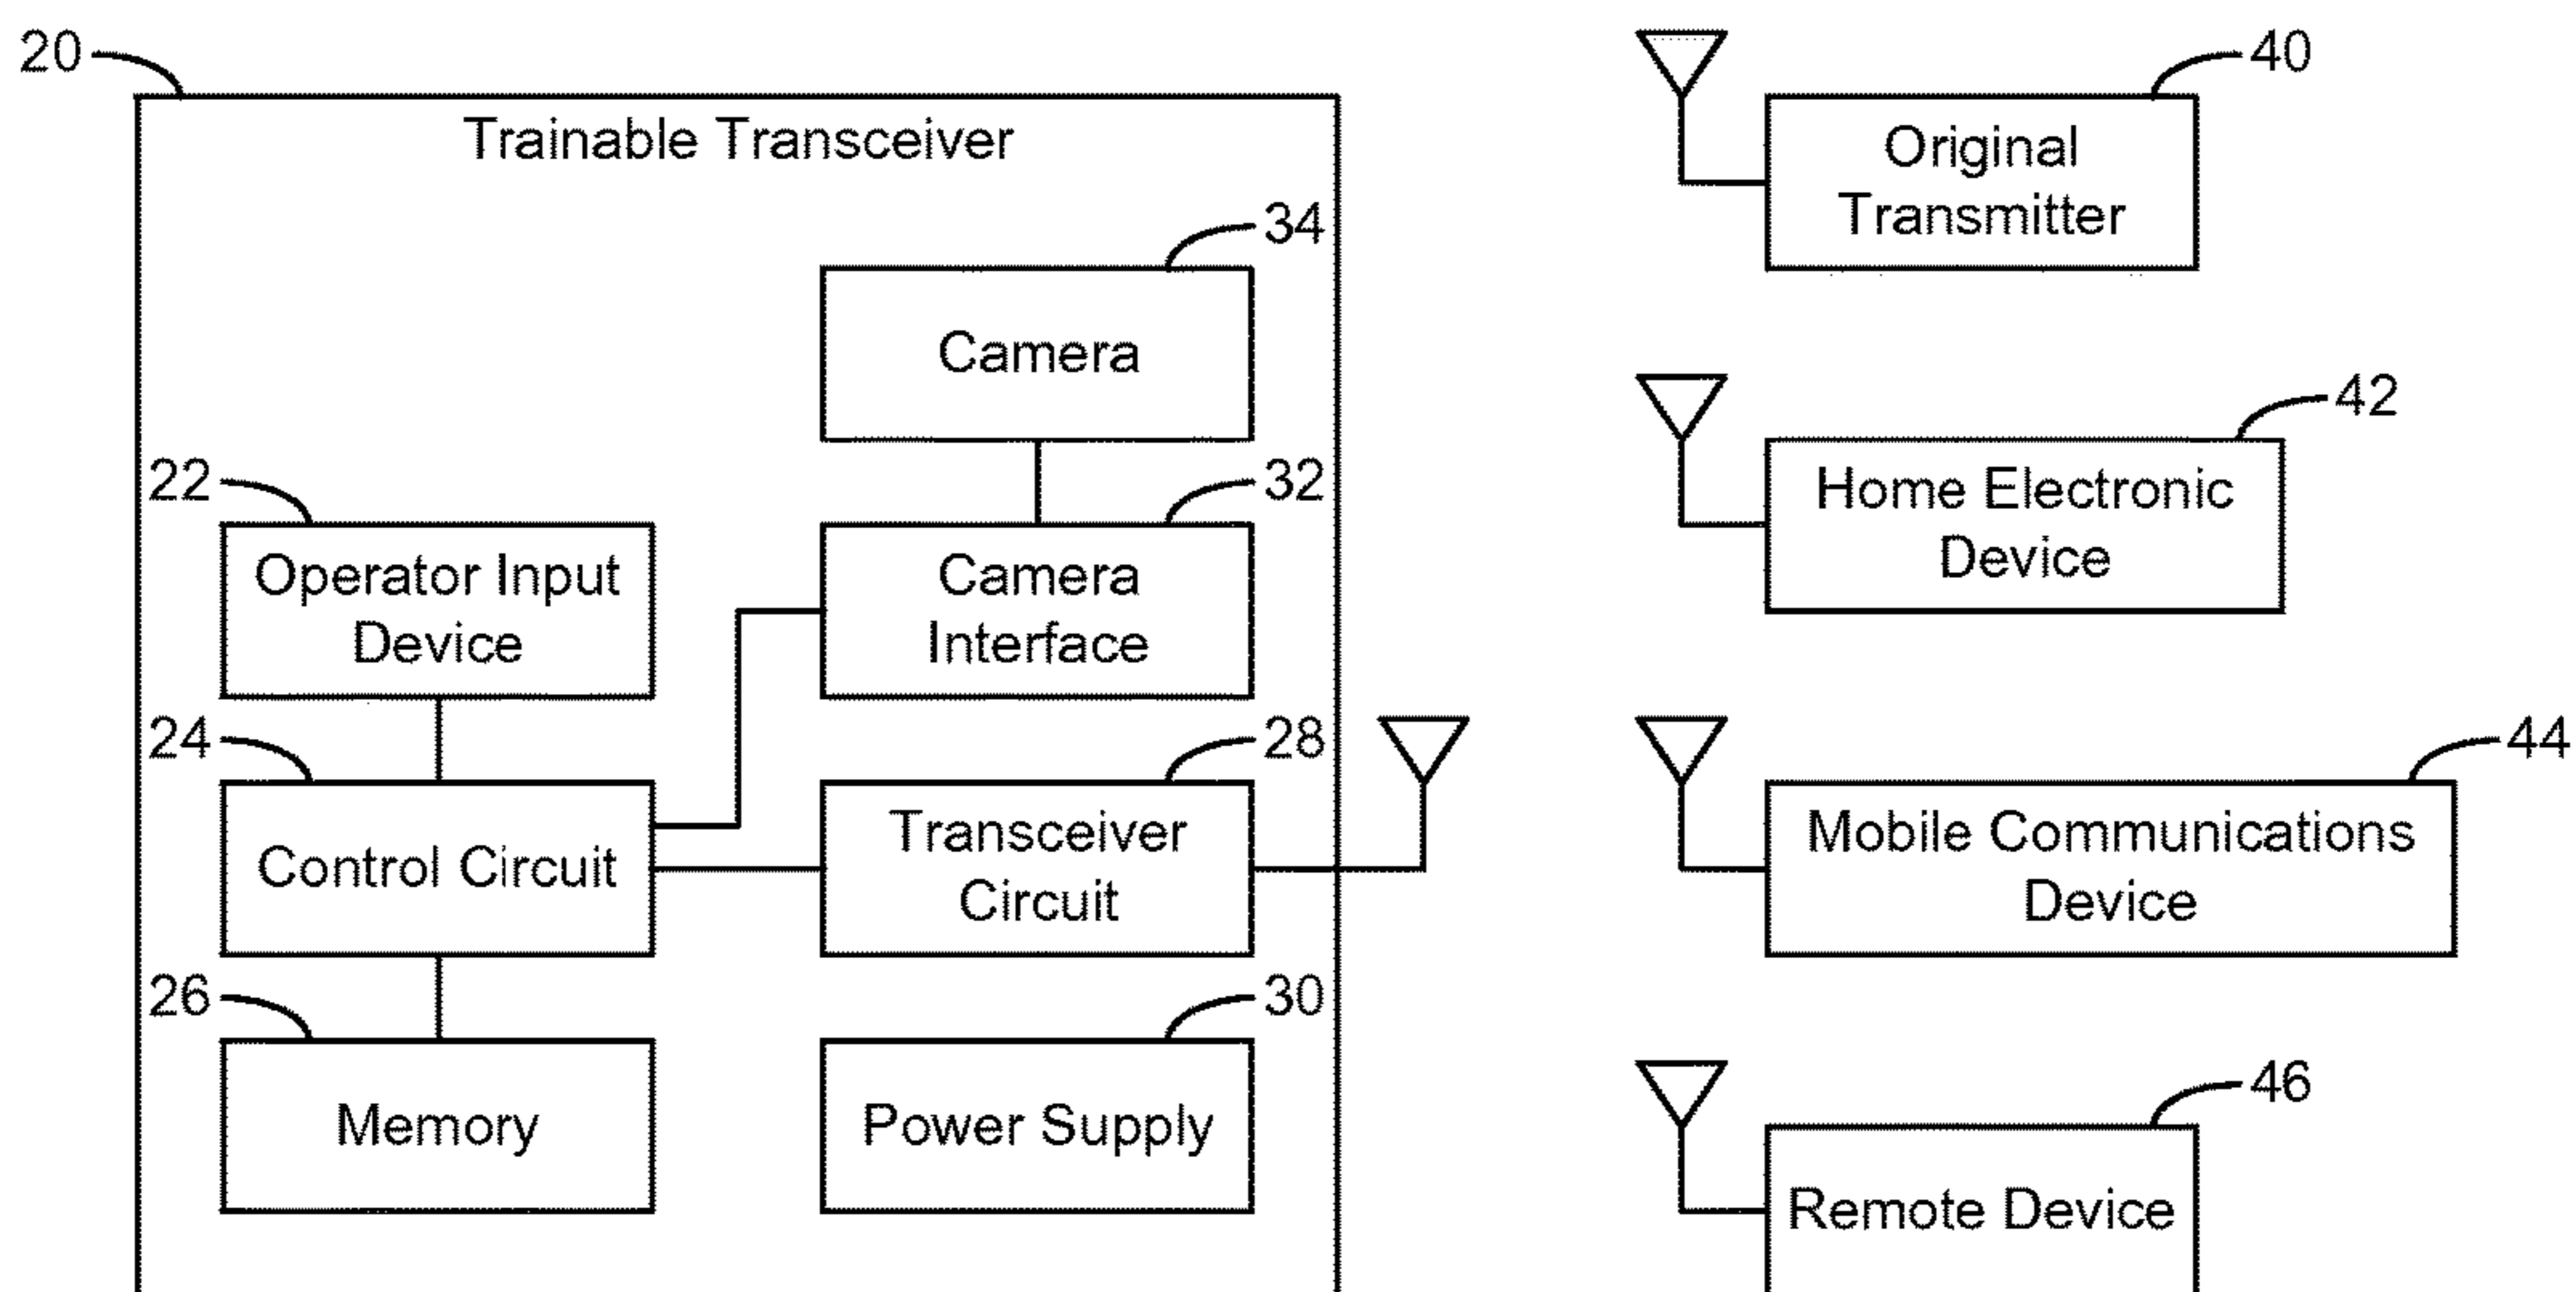 20
Trainable Transceiver
34
Camera
22
Operator Input
Device
32
Camera
Interface
24
Control Circuit
28
Transceiver
Circuit
26
Memory
30
Power Supply
40
Original
Transmitter
42
Home Electronic
Device
44
Mobile Communications
Device
46
Remote Device